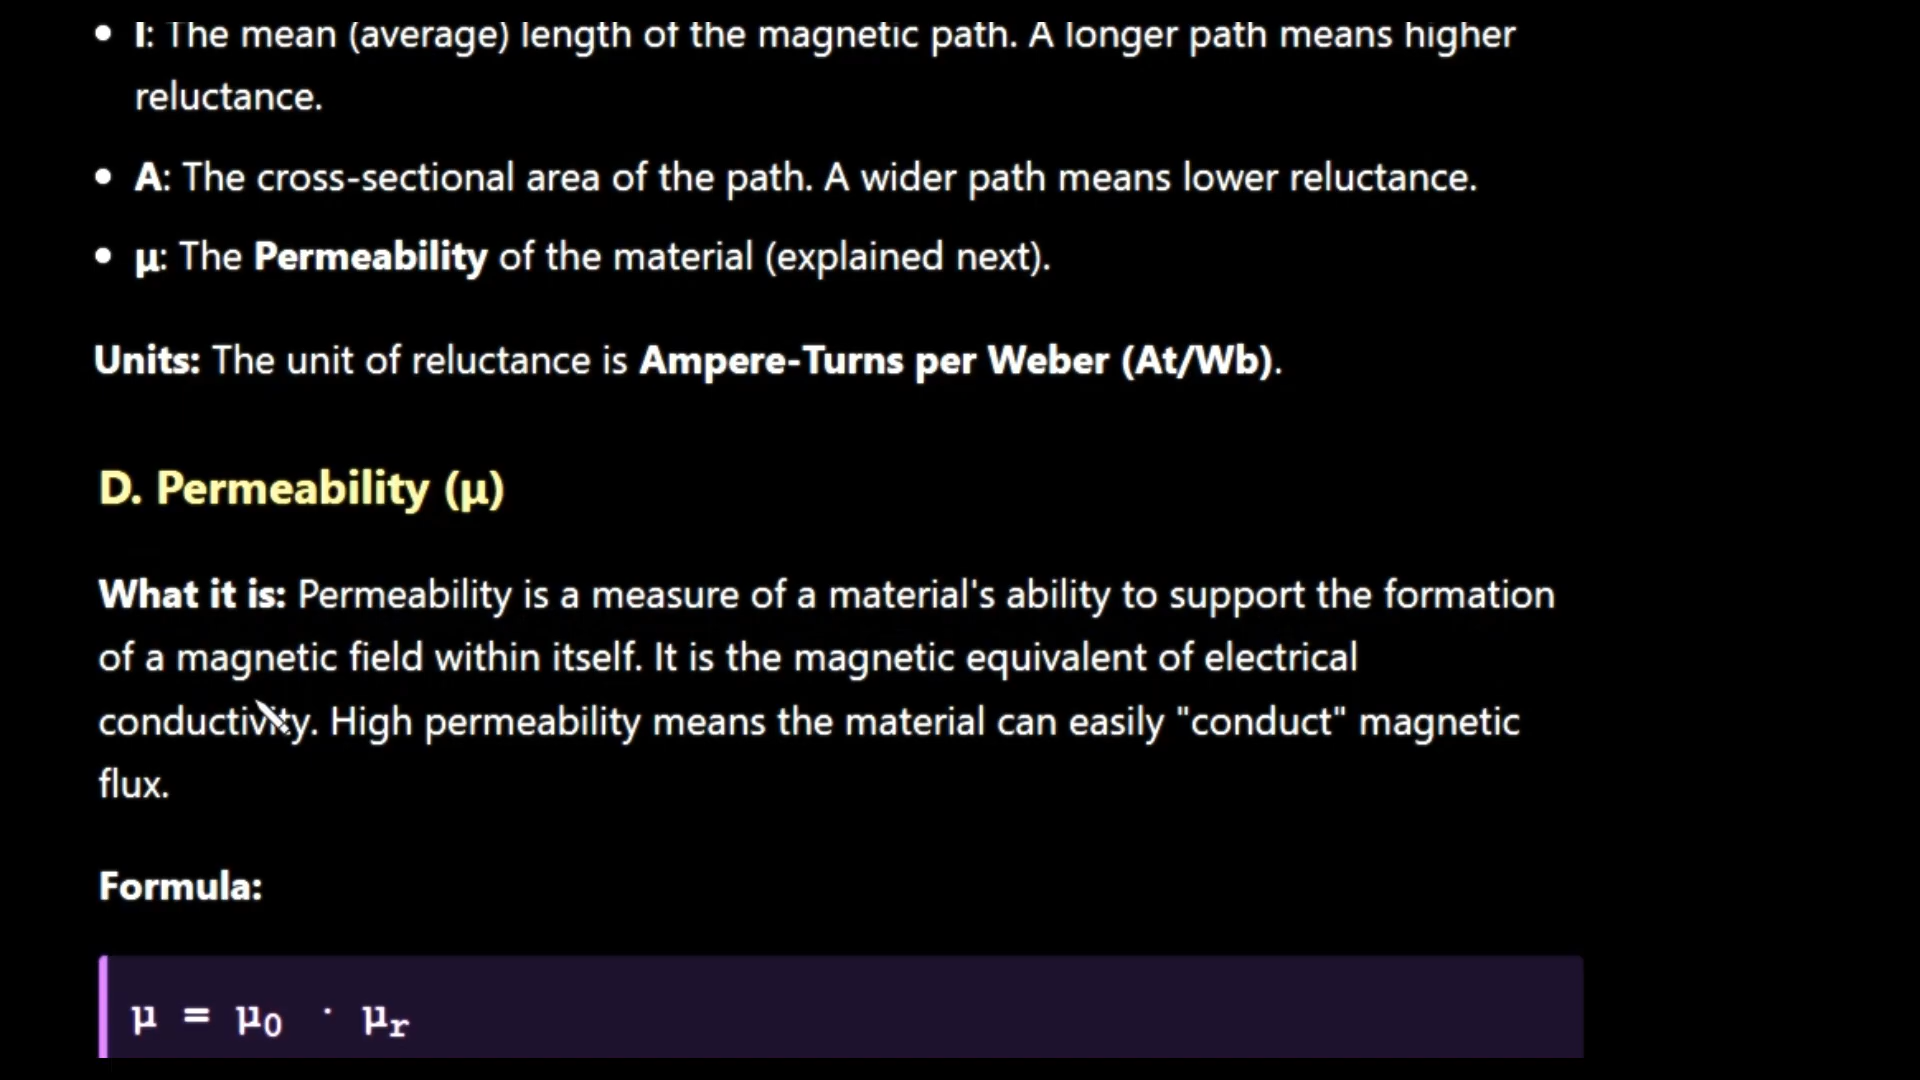 • l: The mean (average) length of the magnetic path. A longer path means higher
reluctance.
• A: The cross-sectional area of the path. A wider path means lower reluctance.
• μ: The Permeability of the material (explained next).
Units: The unit of reluctance is Ampere-Turns per Weber (At/Wb).
D. Permeability (μ)
What it is: Permeability is a measure of a material's ability to support the formation
of a magnetic field within itself. It is the magnetic equivalent of electrical
conductivity. High permeability means the material can easily "conduct" magnetic
flux.
Formula:
μ = μ₀ · μᵣ